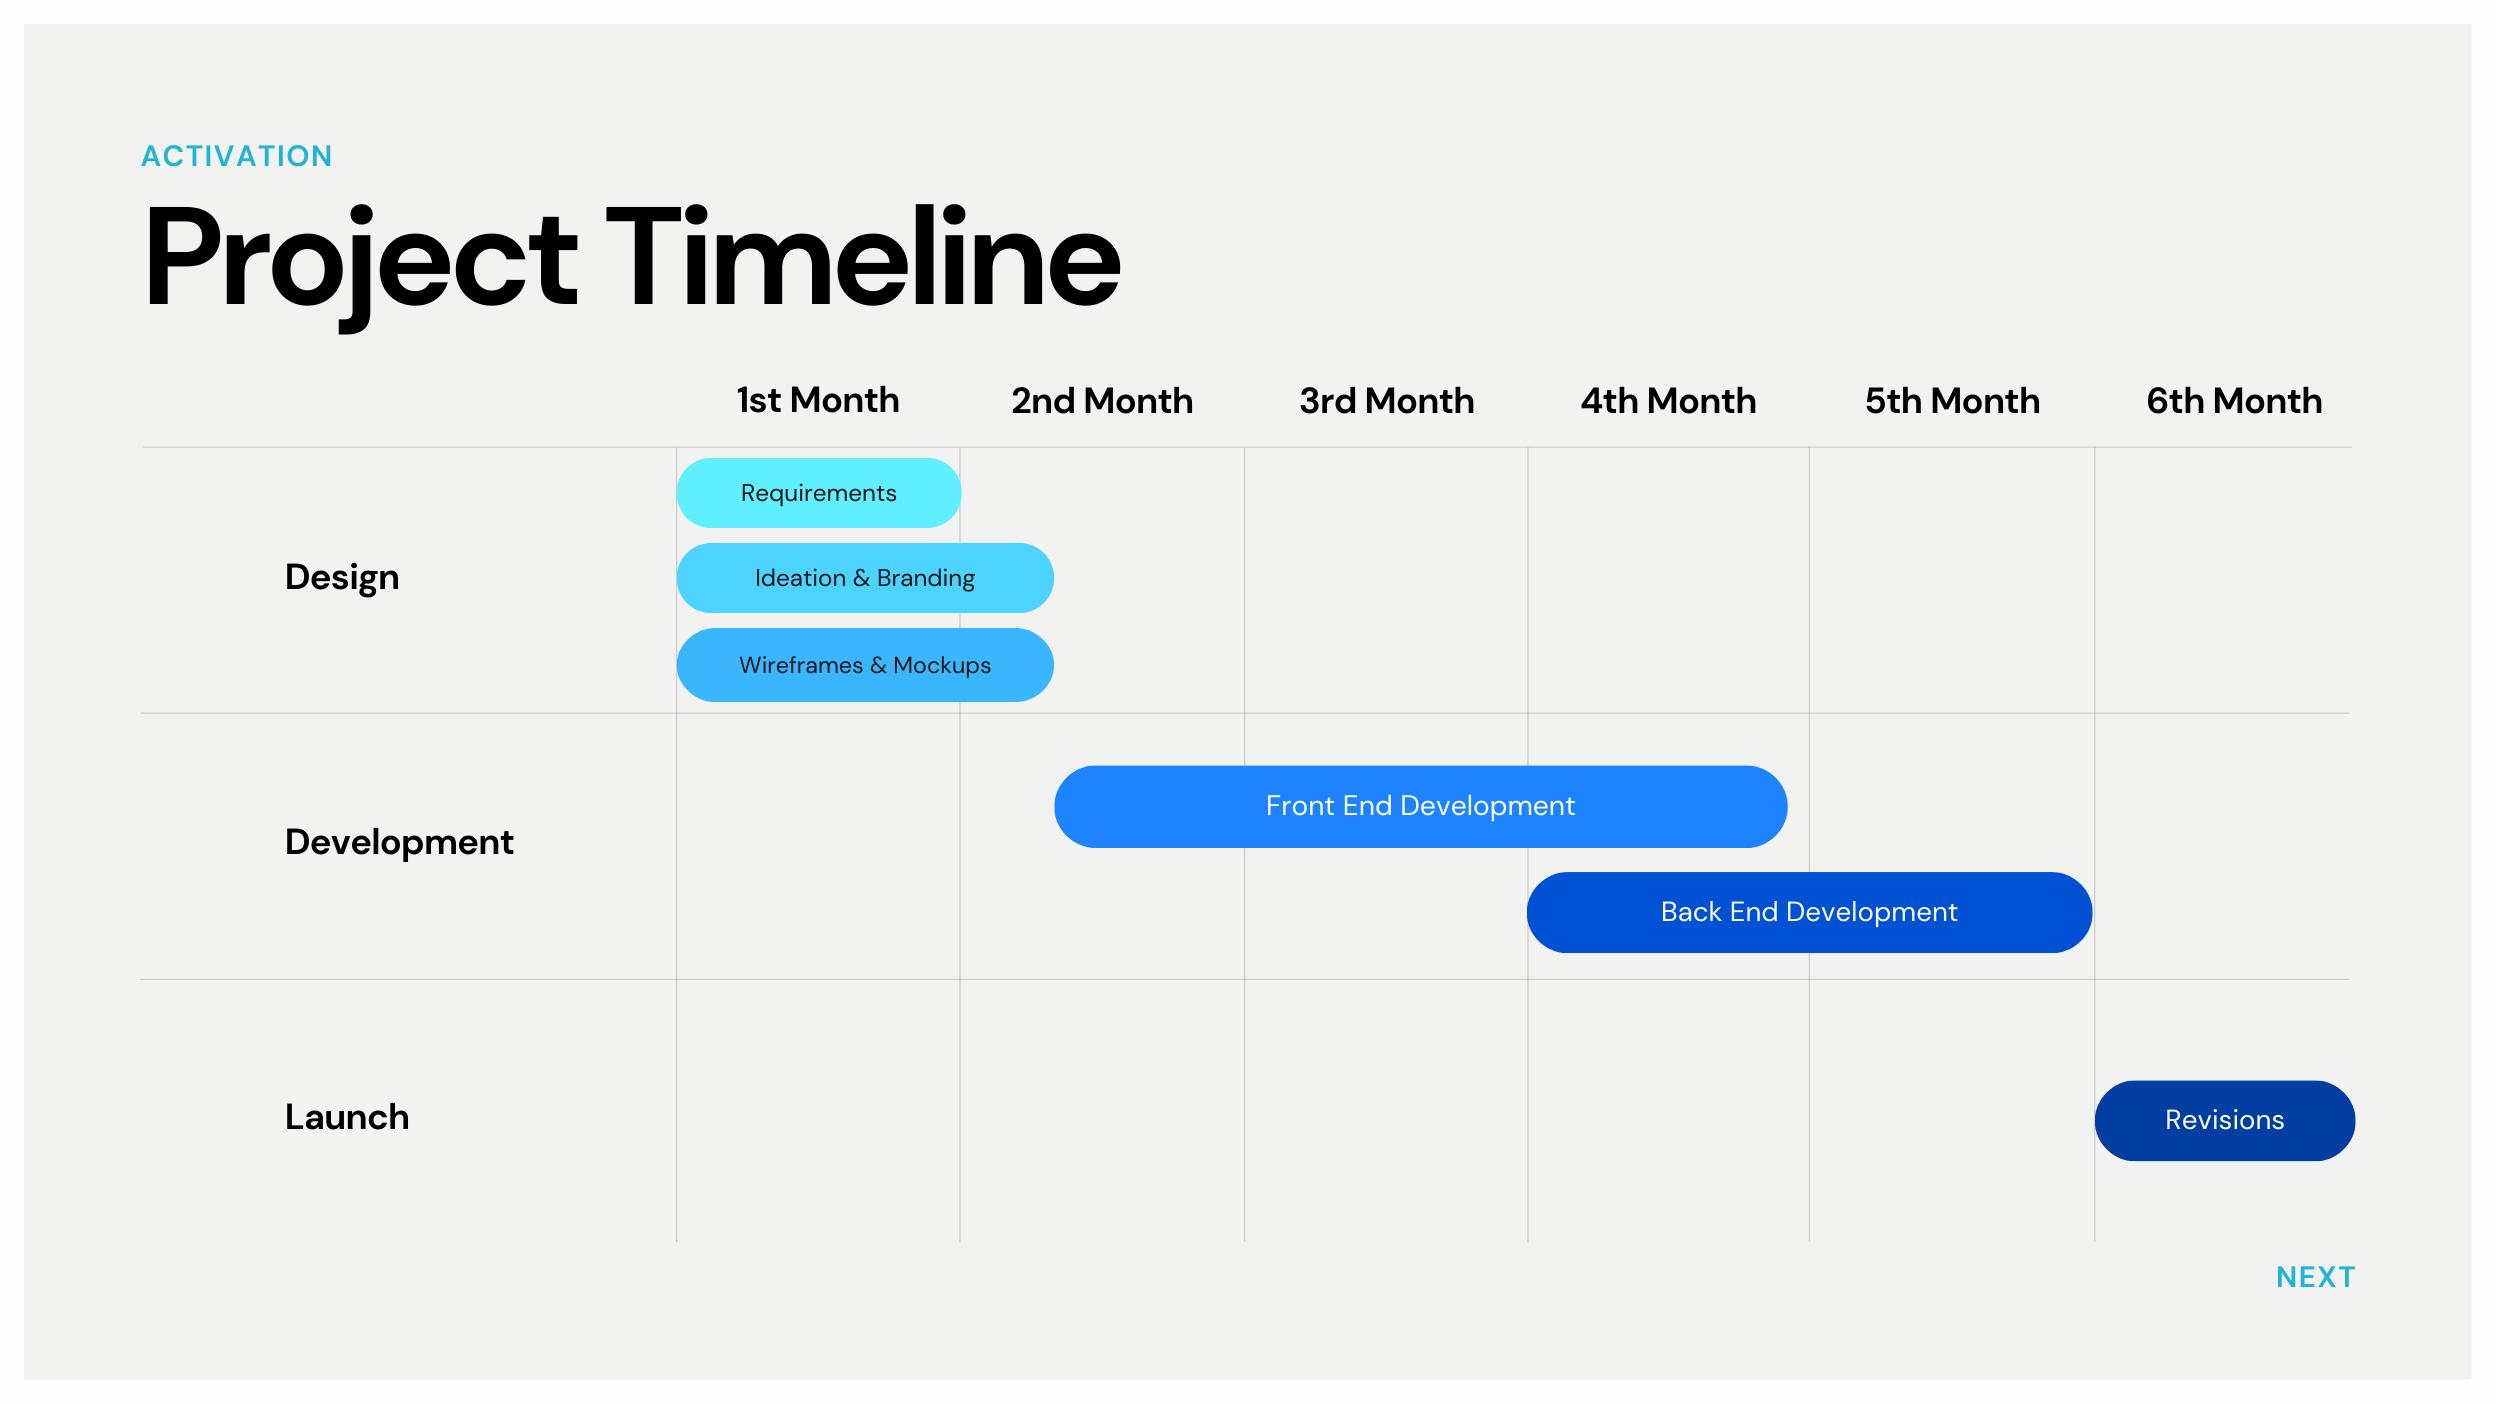 ACTIVATION
Project Timeline
1st Month 2nd Month 3rd Month 4th Month 5th Month 6th Month
Design
Requirements
Ideation & Branding
Wireframes & Mockups
Development
Front End Development
Back End Development
Launch
Revisions
NEXT